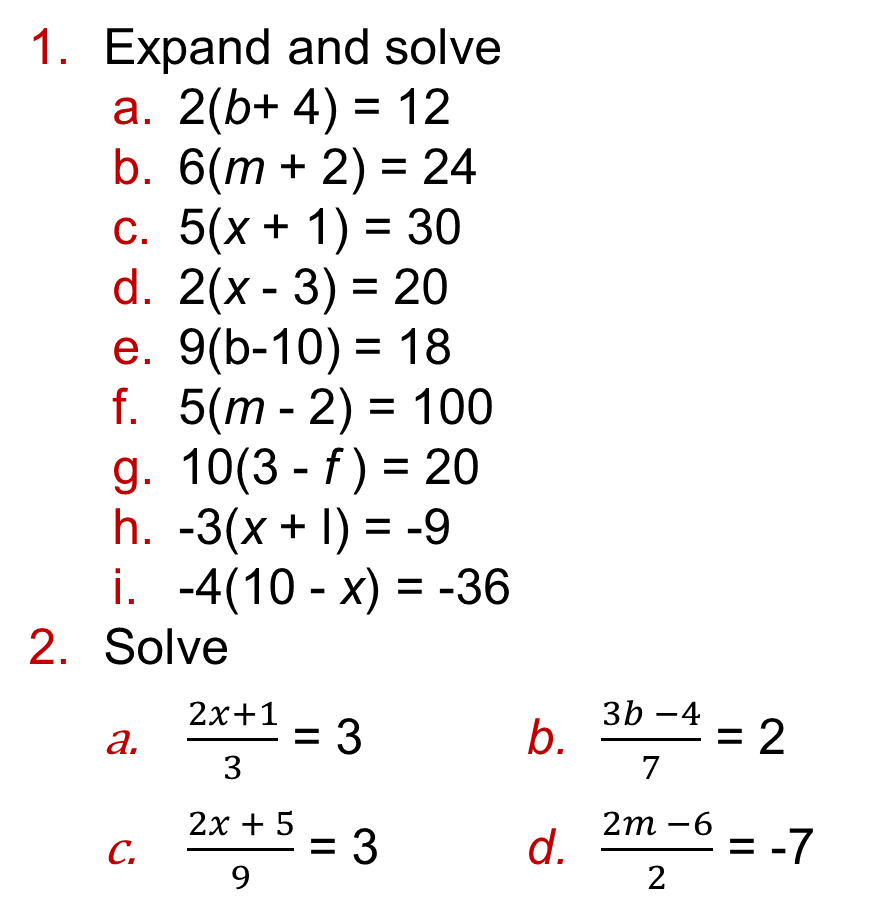 1. Expand and solve
a. 2(b+ 4) = 12
b. 6(m + 2) = 24
c. 5(x + 1) = 30
d. 2(x - 3) = 20
e. 9(b-10) = 18
f. 5(m - 2) = 100
g. 10(3 - f ) = 20
h. -3(x + l) = -9
i. -4(10 - x) = -36
2. Solve
a. \frac{2x+1}{3} = 3 b. \frac{3b -4}{7} = 2
c. \frac{2x + 5}{9} = 3 d. \frac{2m -6}{2} = -7